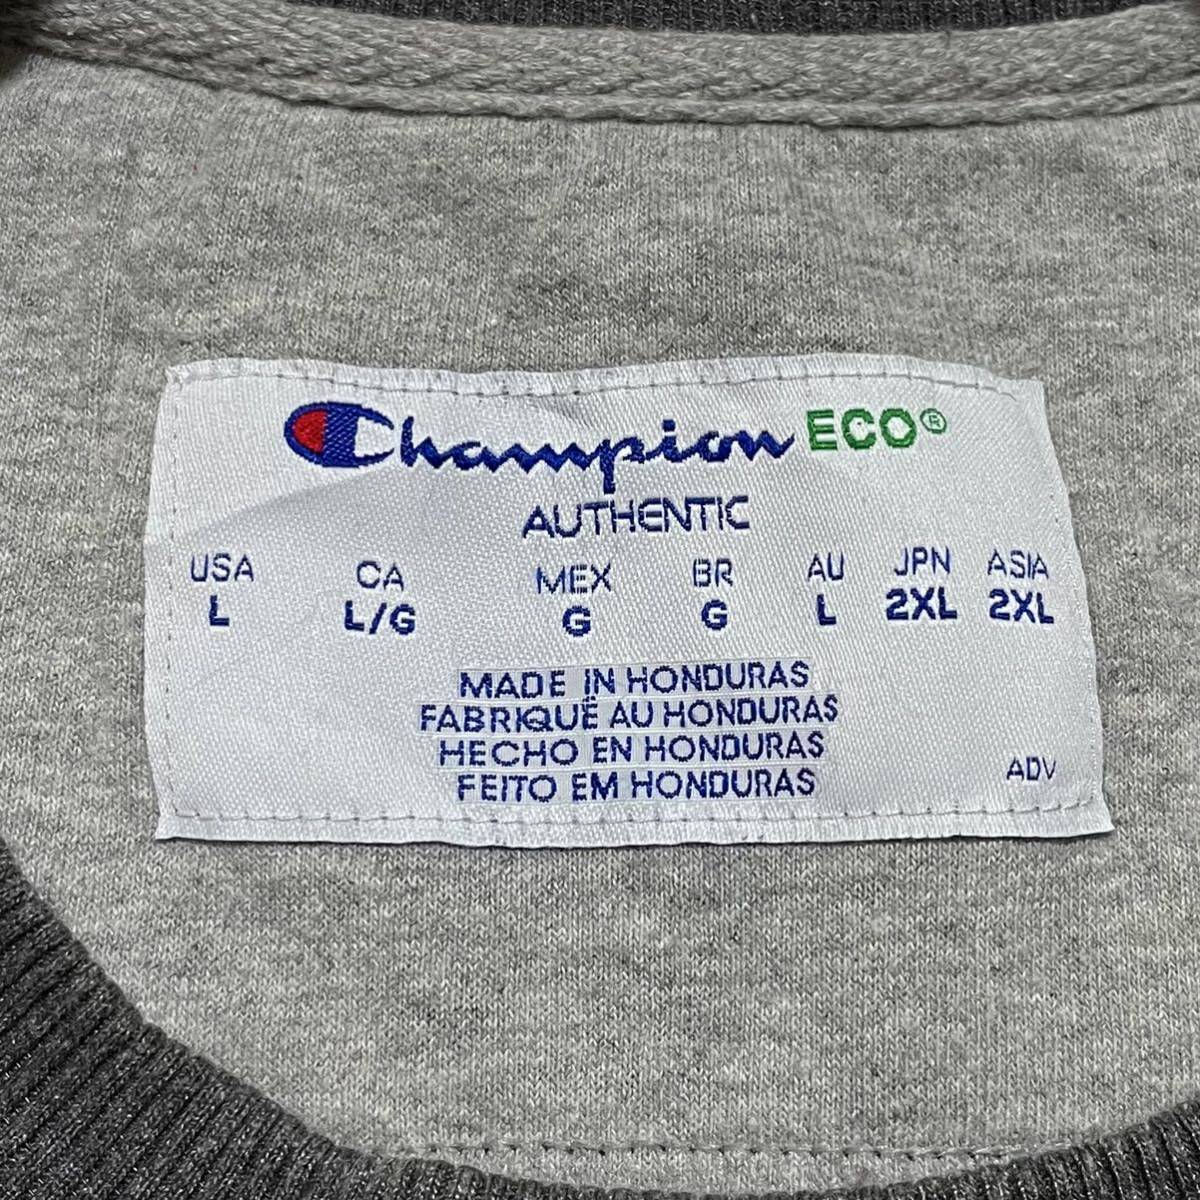 Champion ECO®
AUTHENTIC
USA CA MEX BR AU JPN ASIA
L L/G G G L 2XL 2XL
MADE IN HONDURAS
FABRIQUÉ AU HONDURAS
HECHO EN HONDURAS
FEITO EM HONDURAS
ADV